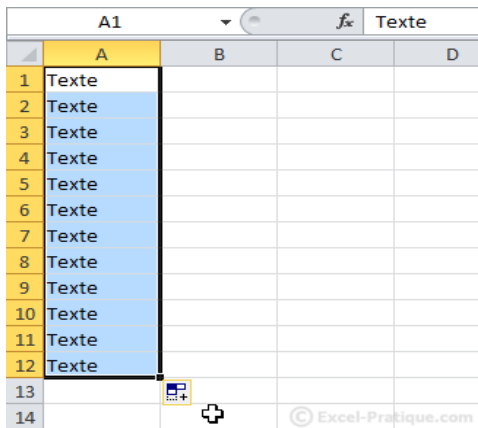 A1 fx Texte
A B C D
1 Texte
2 Texte
3 Texte
4 Texte
5 Texte
6 Texte
7 Texte
8 Texte
9 Texte
10 Texte
11 Texte
12 Texte
13
14 © Excel-Pratique.com